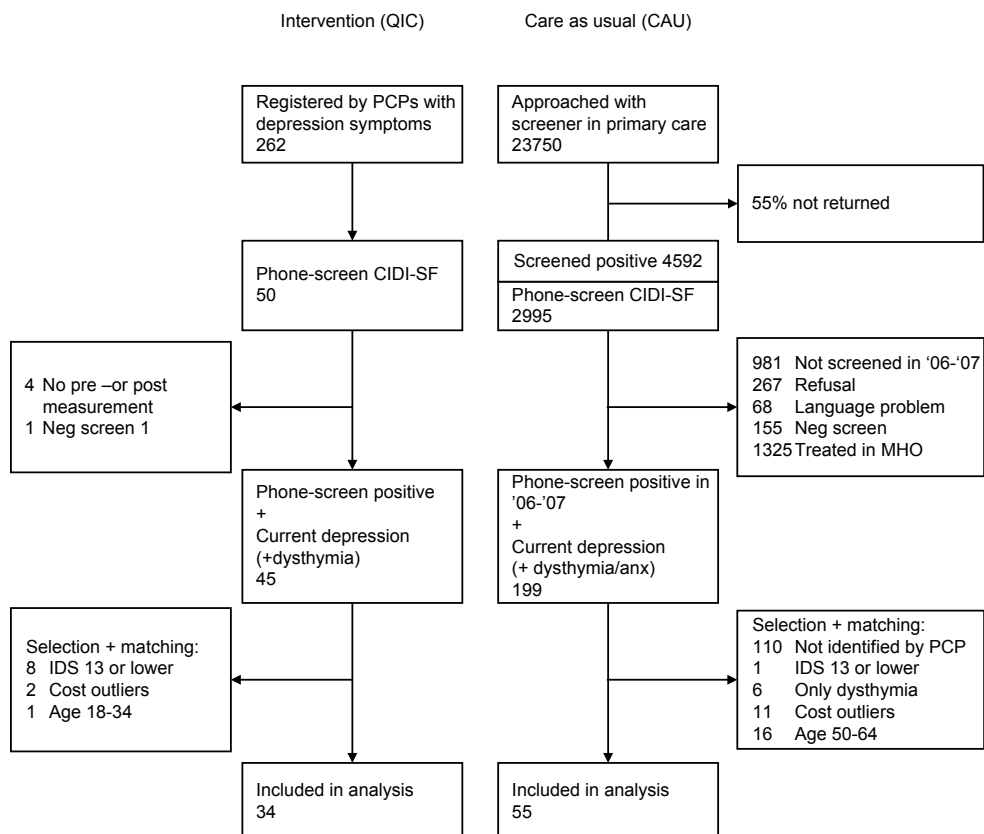 Intervention (QIC)
Care as usual (CAU)
Registered by PCPs with
depression symptoms
262
Approached with
screener in primary care
23750
55% not returned
Phone-screen CIDI-SF
50
Screened positive 4592
Phone-screen CIDI-SF
2995
4 No pre –or post
measurement
1 Neg screen 1
981 Not screened in ‘06-‘07
267 Refusal
68 Language problem
155 Neg screen
1325 Treated in MHO
Phone-screen positive
+
Current depression
(+dysthymia)
45
Phone-screen positive in
’06-’07
+
Current depression
(+ dysthymia/anx)
199
Selection + matching:
8 IDS 13 or lower
2 Cost outliers
1 Age 18-34
Selection + matching:
110 Not identified by PCP
1 IDS 13 or lower
6 Only dysthymia
11 Cost outliers
16 Age 50-64
Included in analysis
34
Included in analysis
55